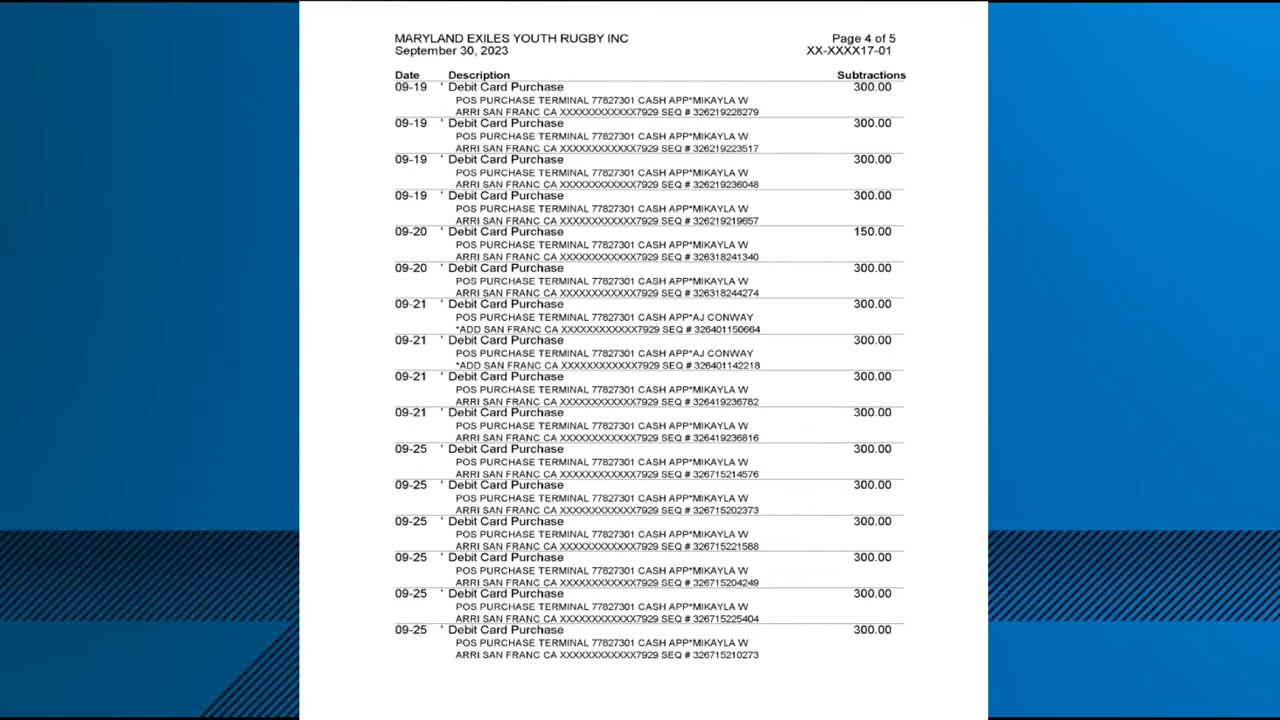 MARYLAND EXILES YOUTH RUGBY INC Page 4 of 5
September 30, 2023 XX-XXXX17-01
Date Description Subtractions
09-19 ' Debit Card Purchase 300.00
POS PURCHASE TERMINAL 77827301 CASH APP*MIKAYLA W
ARRI SAN FRANC CA XXXXXXXXXXXX7929 SEQ # 326219228279
09-19 ' Debit Card Purchase 300.00
POS PURCHASE TERMINAL 77827301 CASH APP*MIKAYLA W
ARRI SAN FRANC CA XXXXXXXXXXXX7929 SEQ # 326219223517
09-19 ' Debit Card Purchase 300.00
POS PURCHASE TERMINAL 77827301 CASH APP*MIKAYLA W
ARRI SAN FRANC CA XXXXXXXXXXXX7929 SEQ # 326219236048
09-19 ' Debit Card Purchase 300.00
POS PURCHASE TERMINAL 77827301 CASH APP*MIKAYLA W
ARRI SAN FRANC CA XXXXXXXXXXXX7929 SEQ # 326219219657
09-20 ' Debit Card Purchase 150.00
POS PURCHASE TERMINAL 77827301 CASH APP*MIKAYLA W
ARRI SAN FRANC CA XXXXXXXXXXXX7929 SEQ # 326318241340
09-20 ' Debit Card Purchase 300.00
POS PURCHASE TERMINAL 77827301 CASH APP*MIKAYLA W
ARRI SAN FRANC CA XXXXXXXXXXXX7929 SEQ # 326318244274
09-21 ' Debit Card Purchase 300.00
POS PURCHASE TERMINAL 77827301 CASH APP*AJ CONWAY
*ADD SAN FRANC CA XXXXXXXXXXXX7929 SEQ # 326401150664
09-21 ' Debit Card Purchase 300.00
POS PURCHASE TERMINAL 77827301 CASH APP*AJ CONWAY
*ADD SAN FRANC CA XXXXXXXXXXXX7929 SEQ # 326401142218
09-21 ' Debit Card Purchase 300.00
POS PURCHASE TERMINAL 77827301 CASH APP*MIKAYLA W
ARRI SAN FRANC CA XXXXXXXXXXXX7929 SEQ # 326419236782
09-21 ' Debit Card Purchase 300.00
POS PURCHASE TERMINAL 77827301 CASH APP*MIKAYLA W
ARRI SAN FRANC CA XXXXXXXXXXXX7929 SEQ # 326419236816
09-25 ' Debit Card Purchase 300.00
POS PURCHASE TERMINAL 77827301 CASH APP*MIKAYLA W
ARRI SAN FRANC CA XXXXXXXXXXXX7929 SEQ # 326715214576
09-25 ' Debit Card Purchase 300.00
POS PURCHASE TERMINAL 77827301 CASH APP*MIKAYLA W
ARRI SAN FRANC CA XXXXXXXXXXXX7929 SEQ # 326715202373
09-25 ' Debit Card Purchase 300.00
POS PURCHASE TERMINAL 77827301 CASH APP*MIKAYLA W
ARRI SAN FRANC CA XXXXXXXXXXXX7929 SEQ # 326715221588
09-25 ' Debit Card Purchase 300.00
POS PURCHASE TERMINAL 77827301 CASH APP*MIKAYLA W
ARRI SAN FRANC CA XXXXXXXXXXXX7929 SEQ # 326715204249
09-25 ' Debit Card Purchase 300.00
POS PURCHASE TERMINAL 77827301 CASH APP*MIKAYLA W
ARRI SAN FRANC CA XXXXXXXXXXXX7929 SEQ # 326715225404
09-25 ' Debit Card Purchase 300.00
POS PURCHASE TERMINAL 77827301 CASH APP*MIKAYLA W
ARRI SAN FRANC CA XXXXXXXXXXXX7929 SEQ # 326715210273